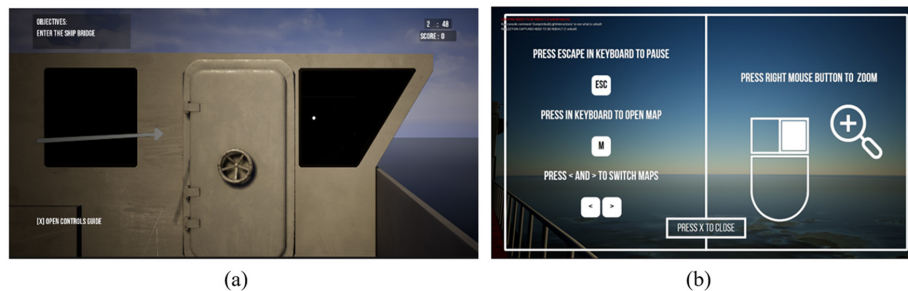 OBJECTIVES:
ENTER THE SHIP BRIDGE
2 : 48
SCORE : 0
[X] OPEN CONTROLS GUIDE
(a)
PRESS ESCAPE IN KEYBOARD TO PAUSE
ESC
PRESS IN KEYBOARD TO OPEN MAP
M
PRESS < AND > TO SWITCH MAPS
< >
PRESS RIGHT MOUSE BUTTON TO ZOOM
PRESS X TO CLOSE
(b)